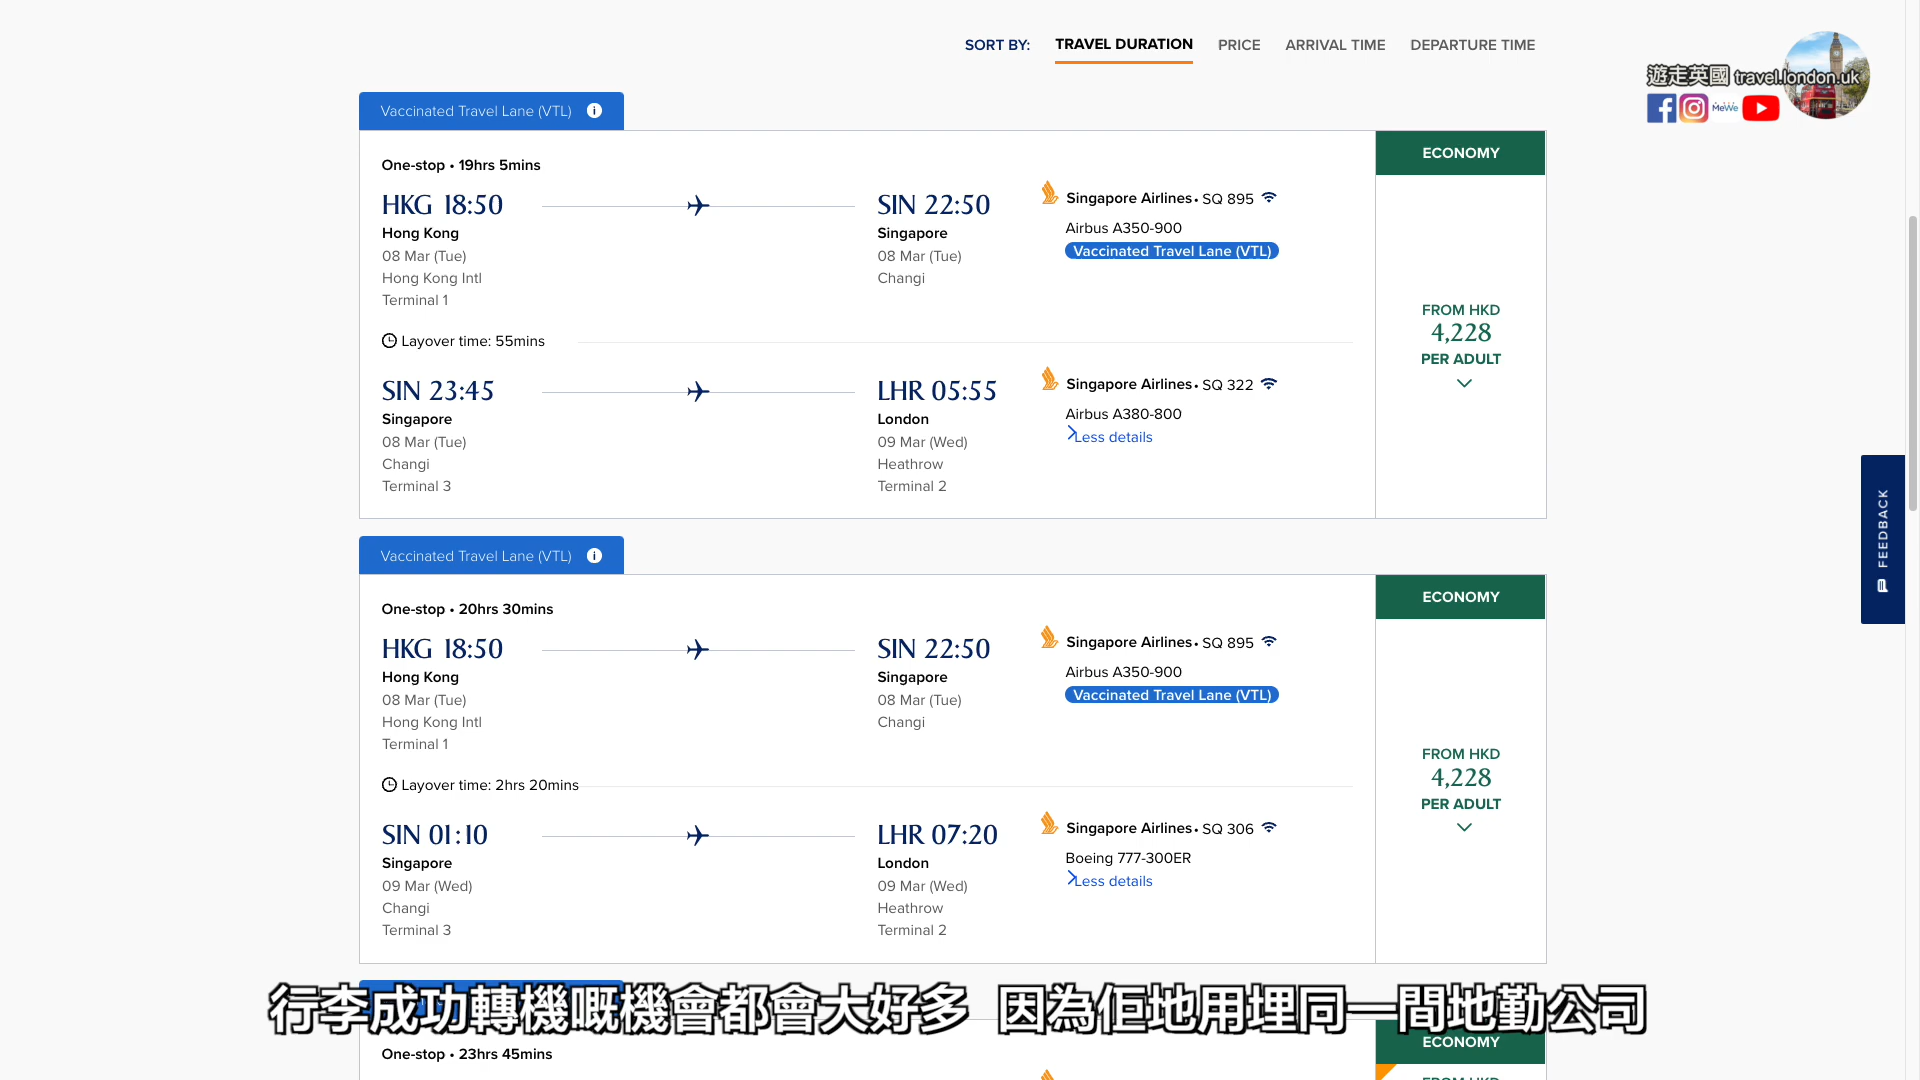 SORT BY: TRAVEL DURATION PRICE ARRIVAL TIME DEPARTURE TIME
遊走英國 travel.london.uk
MeWe
Vaccinated Travel Lane (VTL) i
ECONOMY
One-stop • 19hrs 5mins
HKG 18:50
Hong Kong
08 Mar (Tue)
Hong Kong Intl
Terminal 1
SIN 22:50
Singapore
08 Mar (Tue)
Changi
Singapore Airlines • SQ 895
Airbus A350-900
Vaccinated Travel Lane (VTL)
Layover time: 55mins
SIN 23:45
Singapore
08 Mar (Tue)
Changi
Terminal 3
LHR 05:55
London
09 Mar (Wed)
Heathrow
Terminal 2
Singapore Airlines • SQ 322
Airbus A380-800
Less details
FROM HKD
4,228
PER ADULT
FEEDBACK
Vaccinated Travel Lane (VTL) i
ECONOMY
One-stop • 20hrs 30mins
HKG 18:50
Hong Kong
08 Mar (Tue)
Hong Kong Intl
Terminal 1
SIN 22:50
Singapore
08 Mar (Tue)
Changi
Singapore Airlines • SQ 895
Airbus A350-900
Vaccinated Travel Lane (VTL)
Layover time: 2hrs 20mins
SIN 01:10
Singapore
09 Mar (Wed)
Changi
Terminal 3
LHR 07:20
London
09 Mar (Wed)
Heathrow
Terminal 2
Singapore Airlines • SQ 306
Boeing 777-300ER
Less details
FROM HKD
4,228
PER ADULT
行李成功轉機嘅機會都會大好多 因為佢地用埋同一間地勤公司
One-stop • 23hrs 45mins
ECONOMY
FROM HKD